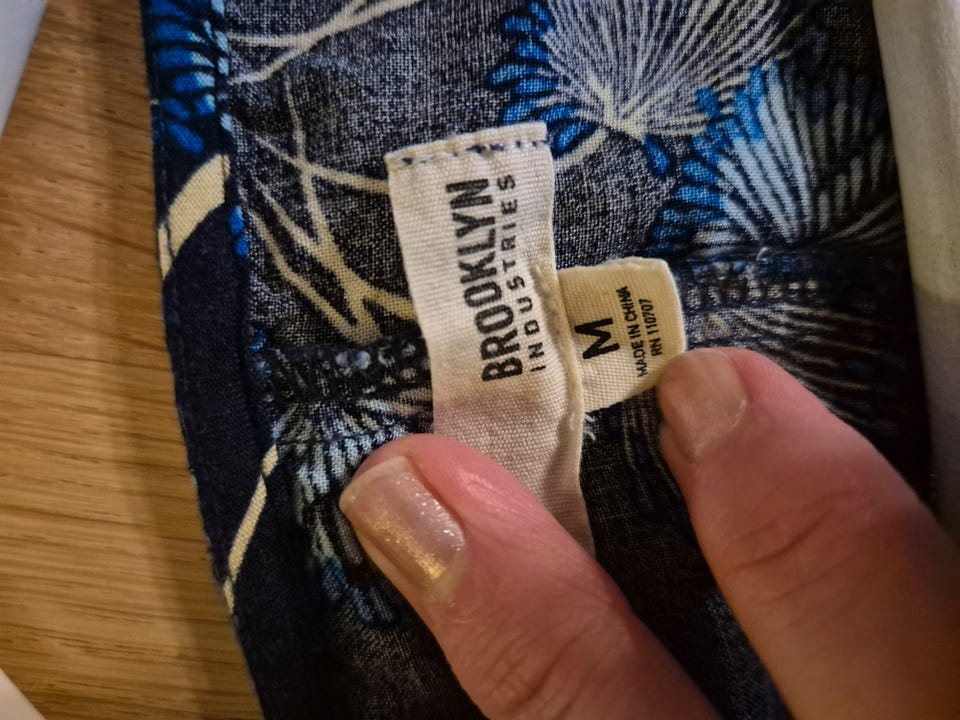 BROOKLYN
INDUSTRIES
M
MADE IN CHINA
RN 110707